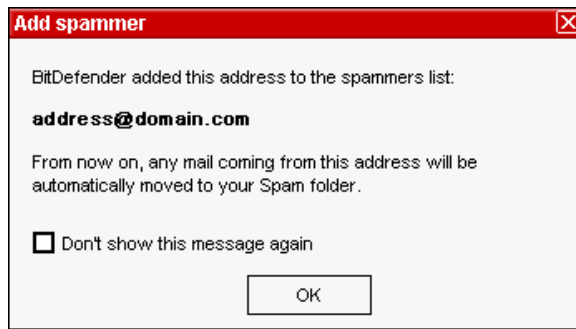 Add spammer
BitDefender added this address to the spammers list:
address@domain.com
From now on, any mail coming from this address will be
automatically moved to your Spam folder.
Don't show this message again
OK